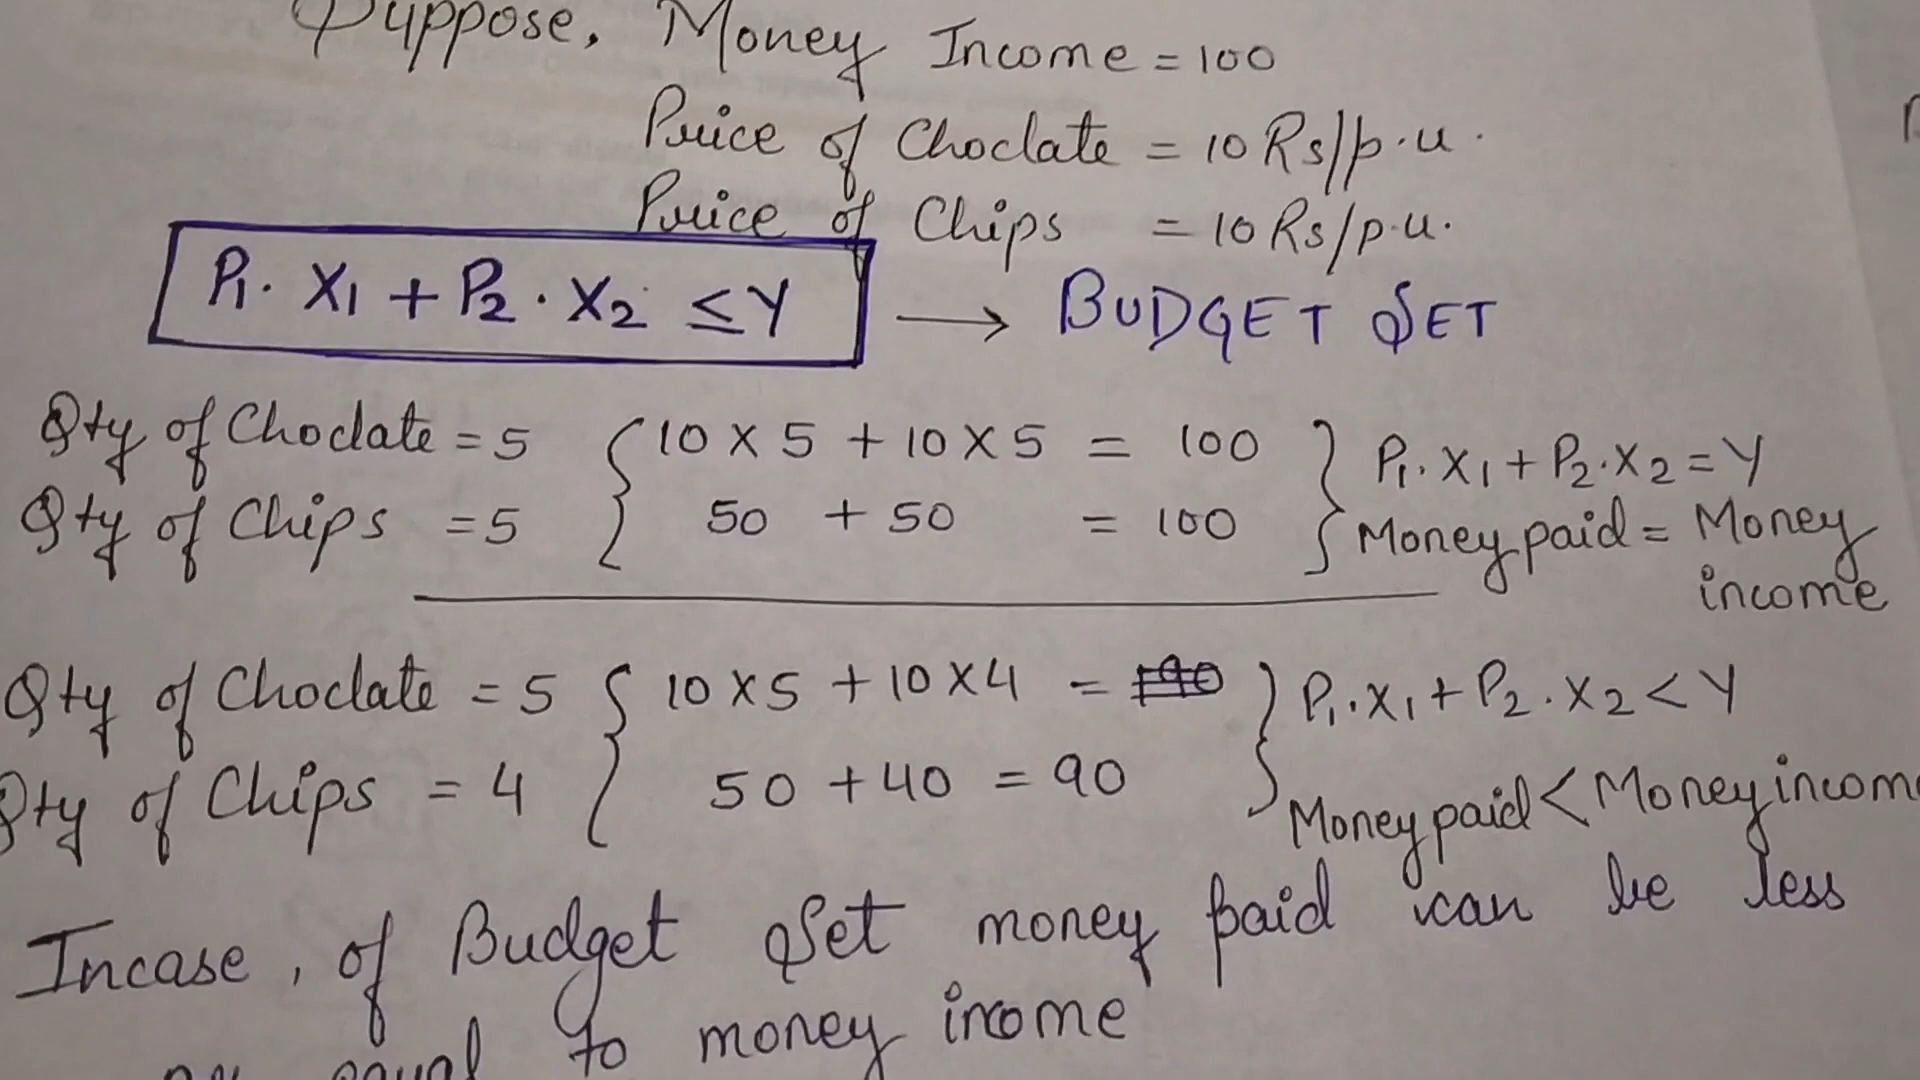 Suppose, Money Income = 100
Price of Choclate = 10 Rs//p.u.
Price of Chips = 10 Rs/p.u.
P1. X1 + P2 . X2 ≤ Y → BUDGET SET
Qty of Choclate = 5 { 10 X 5 + 10 X 5 = 100 } P1. X1 + P2. X2 = Y
Qty of Chips = 5 50 + 50 = 100 Money paid = Money
income
Qty of Choclate = 5 { 10 X 5 + 10 X 4 = } P1. X1 + P2 . X2 < Y
Qty of Chips = 4 50 + 40 = 90 Money paid < Money incom
Incase, of Budget Set money paid can be less
or equal to money income